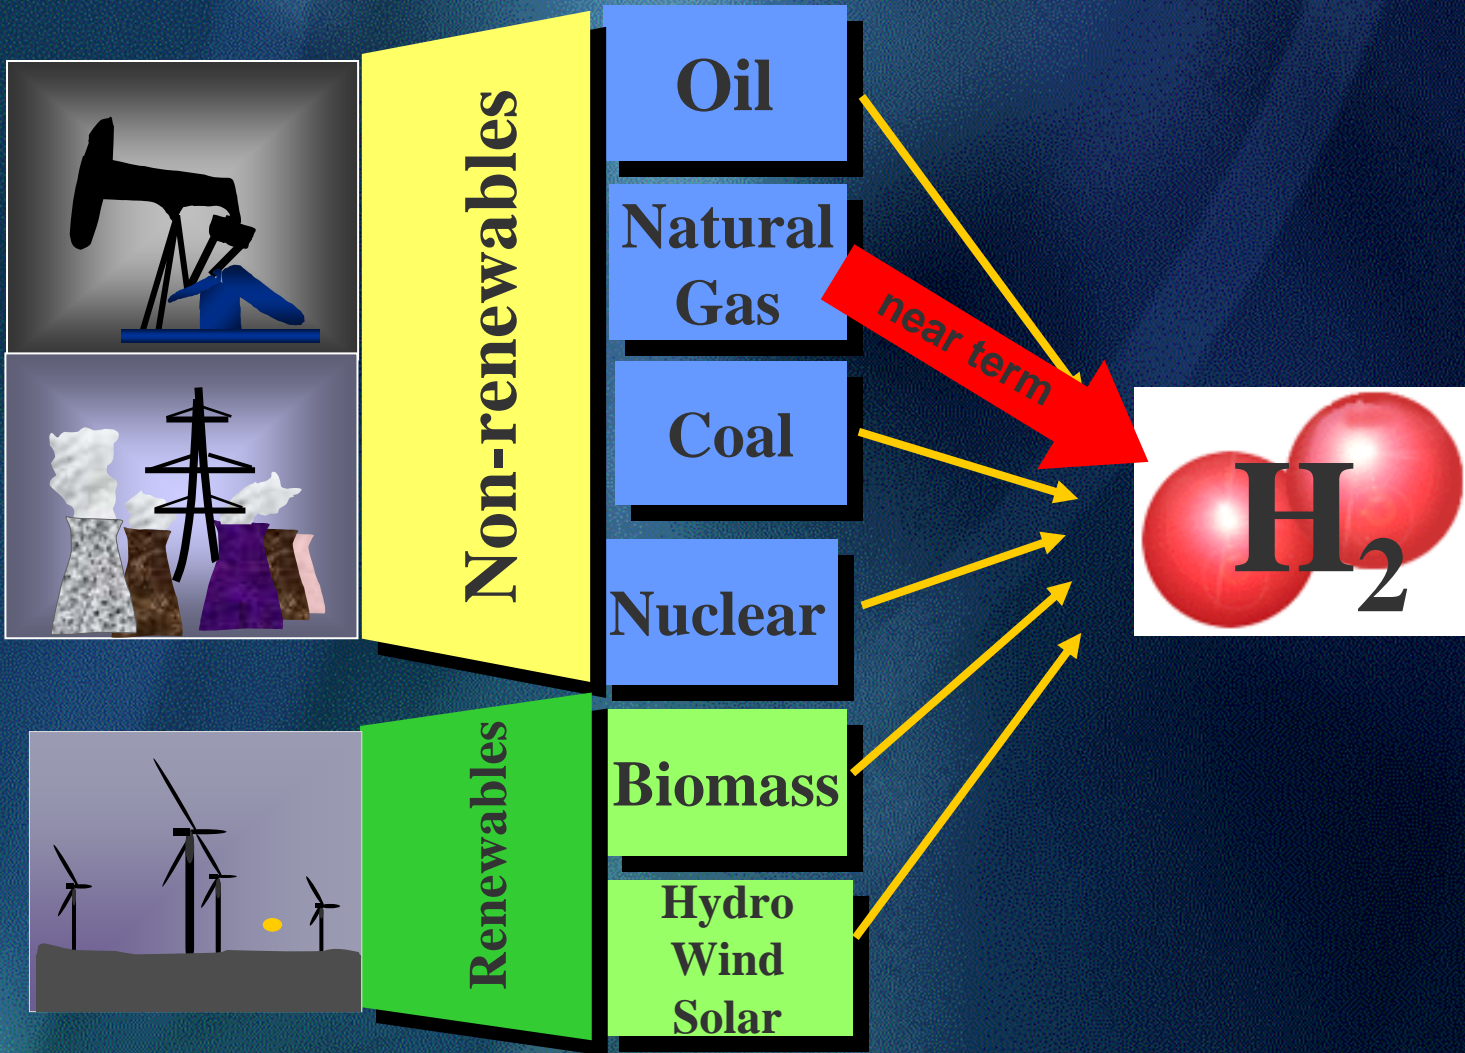 Non-renewables
Oil
Natural
Gas
near term
Coal
Nuclear
H₂
Renewables
Biomass
Hydro
Wind
Solar